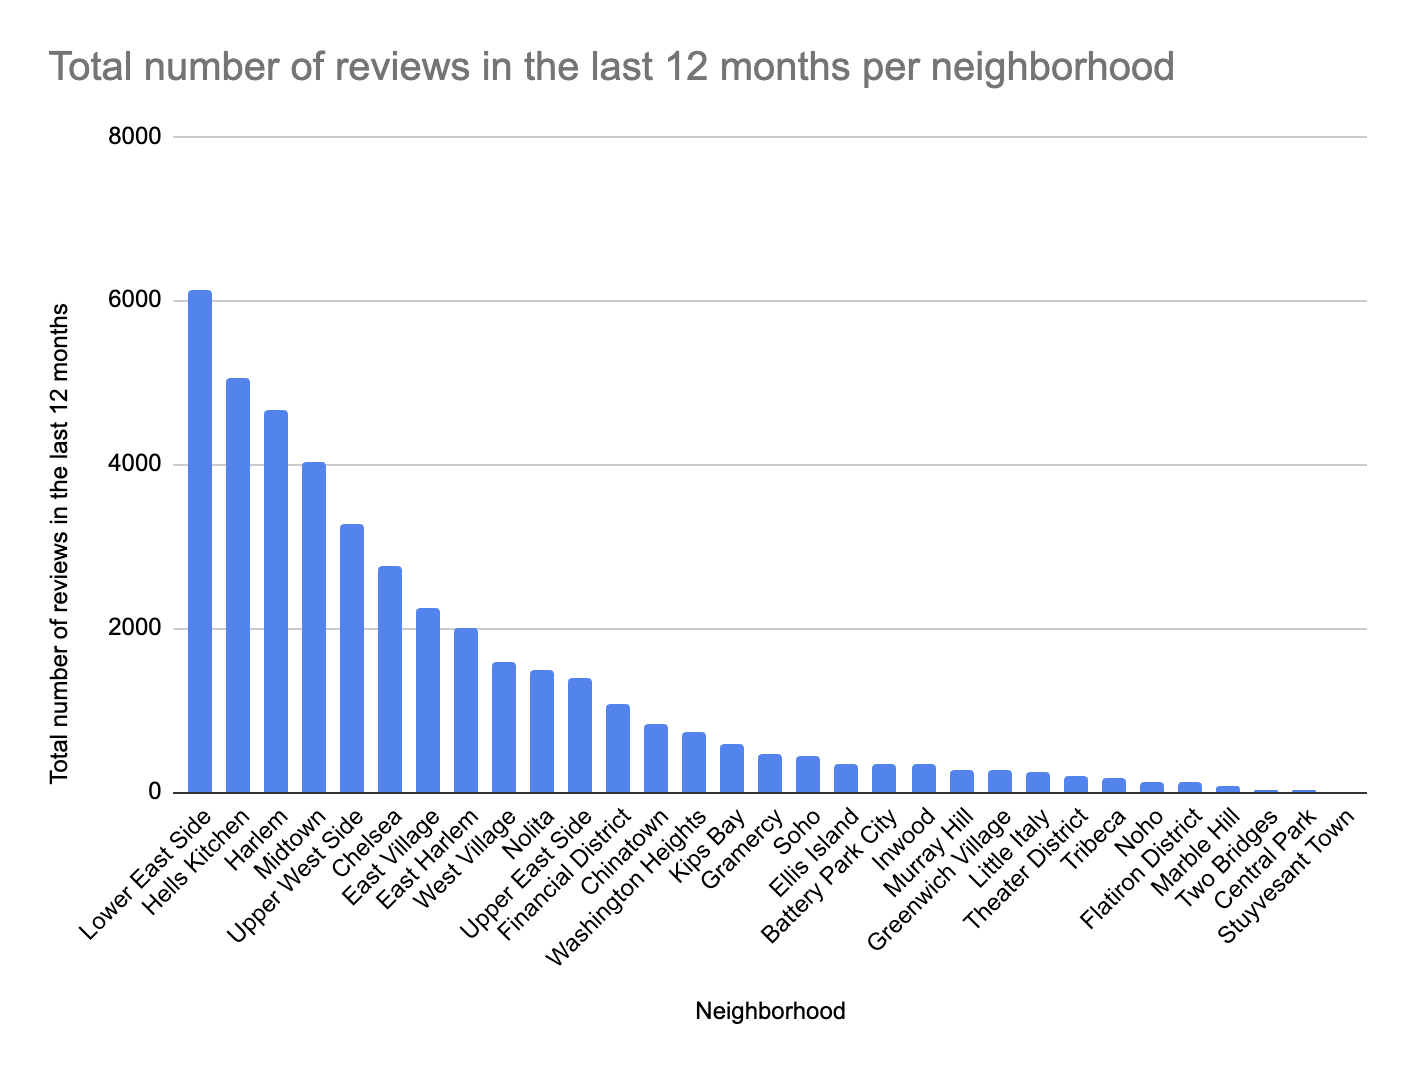 Total number of reviews in the last 12 months per neighborhood
Total number of reviews in the last 12 months
8000
6000
4000
2000
0
Lower East Side
Hells Kitchen
Harlem
Midtown
Upper West Side
Chelsea
East Village
East Harlem
West Village
Nolita
Upper East Side
Financial District
Chinatown
Washington Heights
Kips Bay
Gramercy
Soho
Ellis Island
Battery Park City
Inwood
Murray Hill
Greenwich Village
Little Italy
Theater District
Tribeca
Noho
Flatiron District
Marble Hill
Two Bridges
Central Park
Stuyvesant Town
Neighborhood